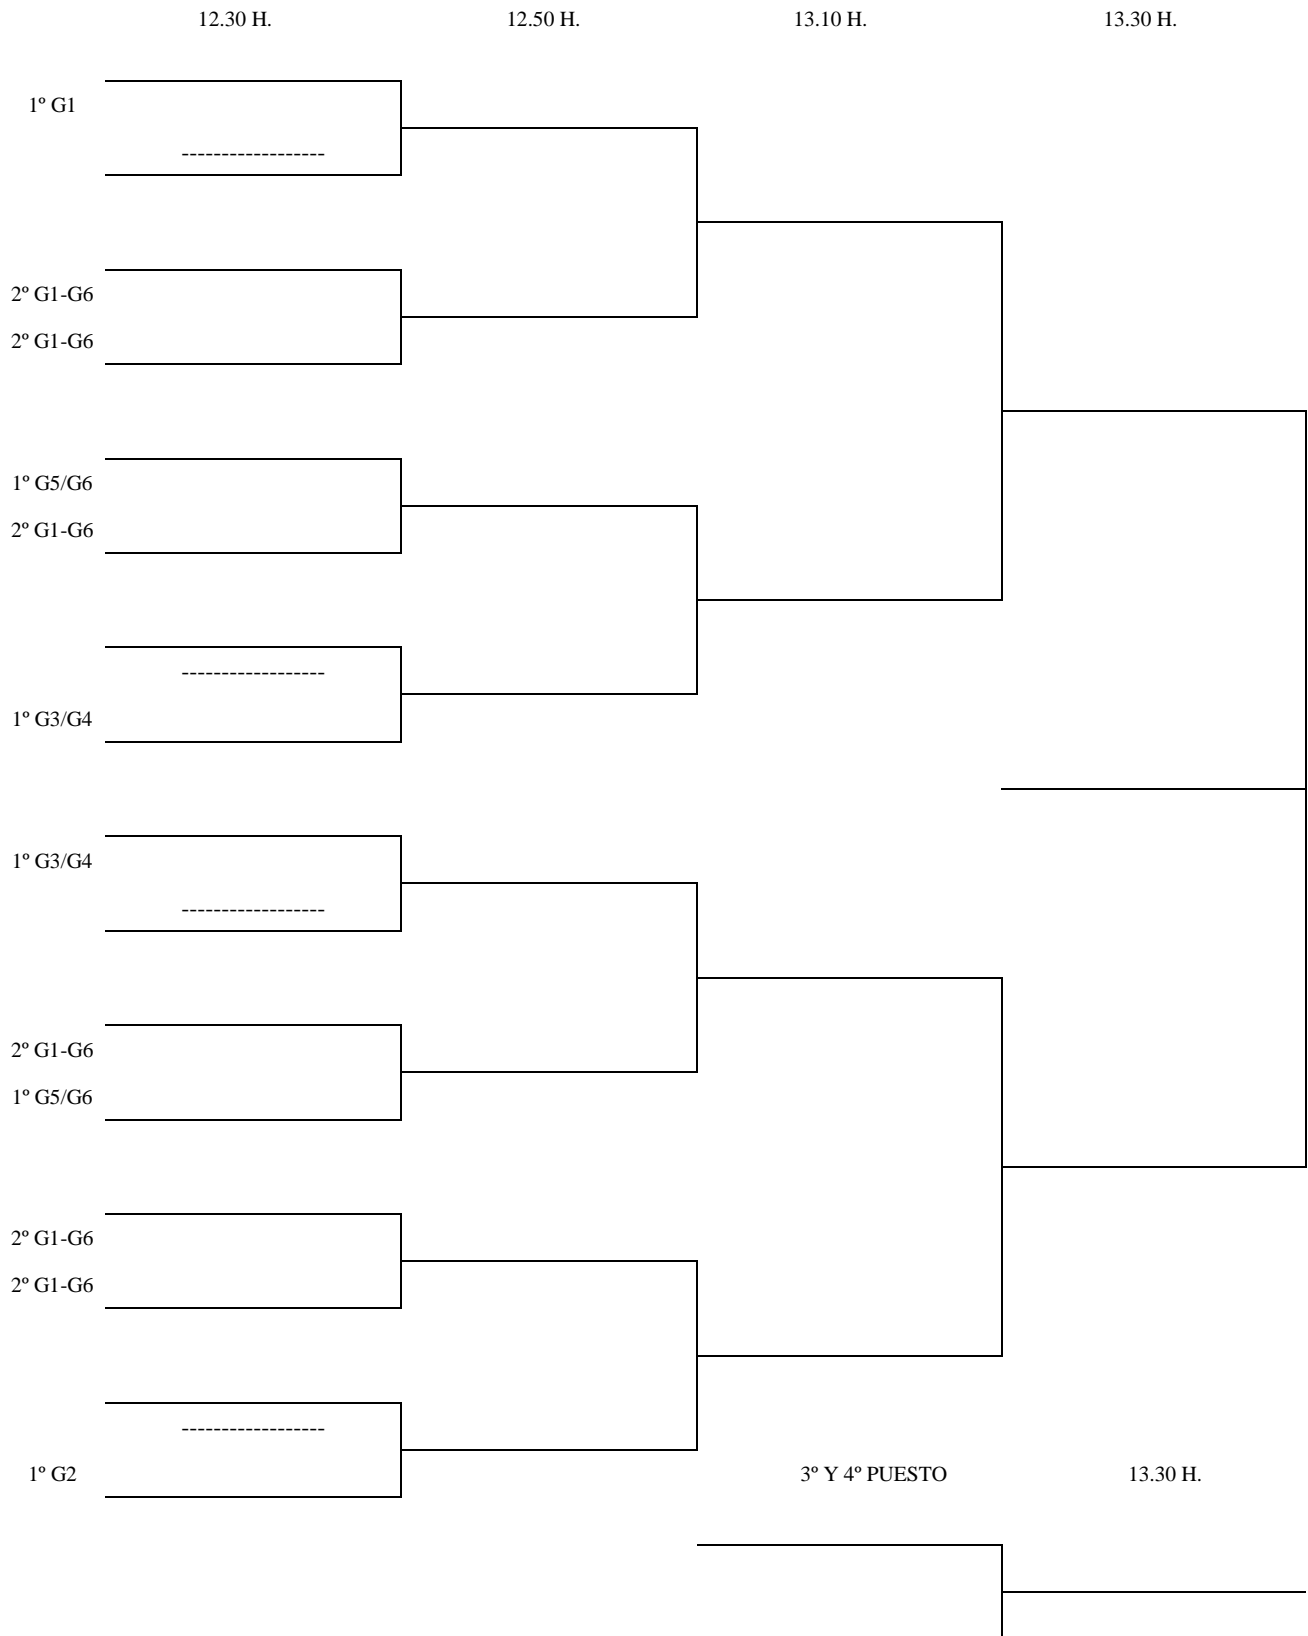 12.30 H. 12.50 H. 13.10 H. 13.30 H.
1º G1
------------------
2º G1-G6
2º G1-G6
1º G5/G6
2º G1-G6
------------------
1º G3/G4
1º G3/G4
------------------
2º G1-G6
1º G5/G6
2º G1-G6
2º G1-G6
------------------
1º G2 3º Y 4º PUESTO 13.30 H.